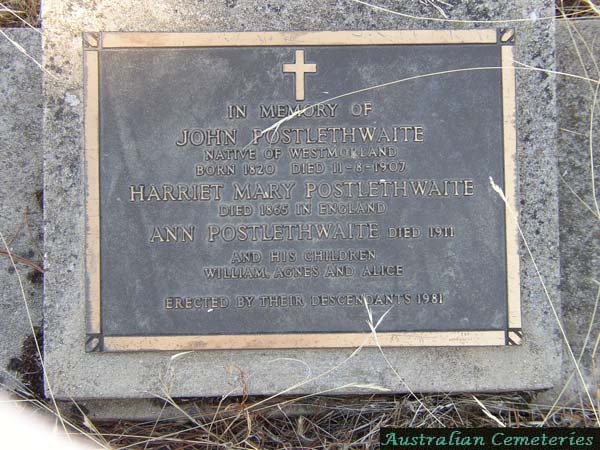 IN MEMORY OF
JOHN POSTLETHWAITE
NATIVE OF WESTMORLAND
BORN 1820 DIED 11-8-1907
HARRIET MARY POSTLETHWAITE
DIED 1865 IN ENGLAND
ANN POSTLETHWAITE DIED 1911
AND HIS CHILDREN
WILLIAM, AGNES AND ALICE
ERECTED BY THEIR DESCENDANTS 1981
Australian Cemeteries